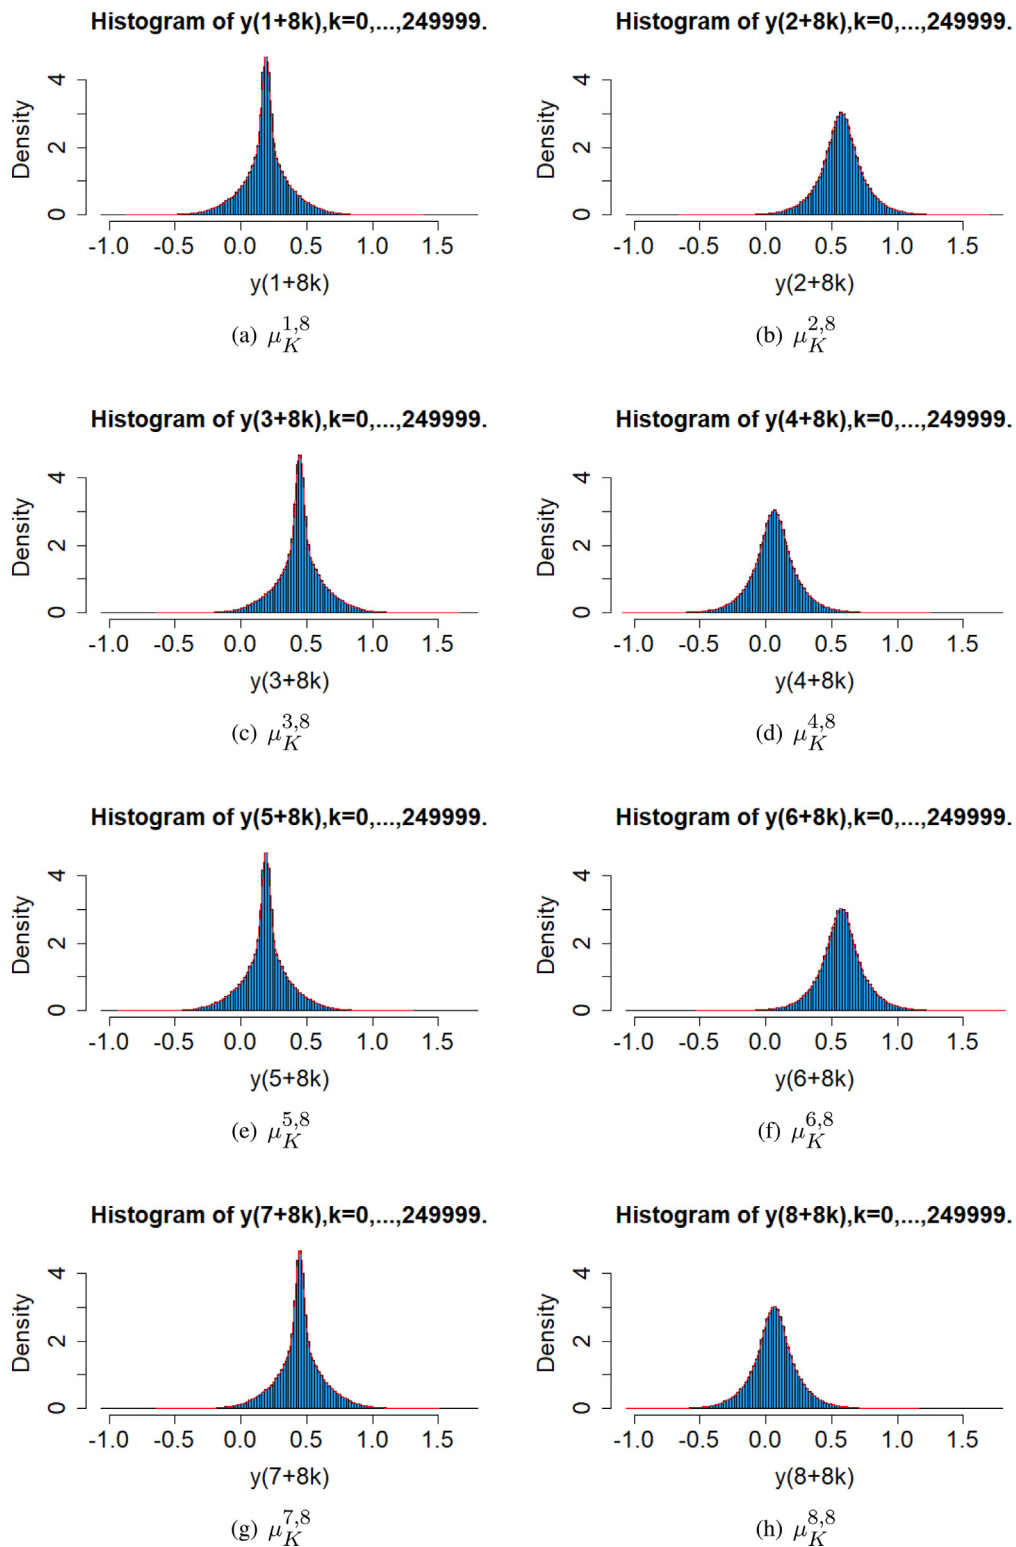 Histogram of y(1+8k),k=0,...,249999.
Density
0 2 4
-1.0 -0.5 0.0 0.5 1.0 1.5
y(1+8k)
(a) μ_K^{1,8}
Histogram of y(2+8k),k=0,...,249999.
Density
0 2 4
-1.0 -0.5 0.0 0.5 1.0 1.5
y(2+8k)
(b) μ_K^{2,8}
Histogram of y(3+8k),k=0,...,249999.
Density
0 2 4
-1.0 -0.5 0.0 0.5 1.0 1.5
y(3+8k)
(c) μ_K^{3,8}
Histogram of y(4+8k),k=0,...,249999.
Density
0 2 4
-1.0 -0.5 0.0 0.5 1.0 1.5
y(4+8k)
(d) μ_K^{4,8}
Histogram of y(5+8k),k=0,...,249999.
Density
0 2 4
-1.0 -0.5 0.0 0.5 1.0 1.5
y(5+8k)
(e) μ_K^{5,8}
Histogram of y(6+8k),k=0,...,249999.
Density
0 2 4
-1.0 -0.5 0.0 0.5 1.0 1.5
y(6+8k)
(f) μ_K^{6,8}
Histogram of y(7+8k),k=0,...,249999.
Density
0 2 4
-1.0 -0.5 0.0 0.5 1.0 1.5
y(7+8k)
(g) μ_K^{7,8}
Histogram of y(8+8k),k=0,...,249999.
Density
0 2 4
-1.0 -0.5 0.0 0.5 1.0 1.5
y(8+8k)
(h) μ_K^{8,8}